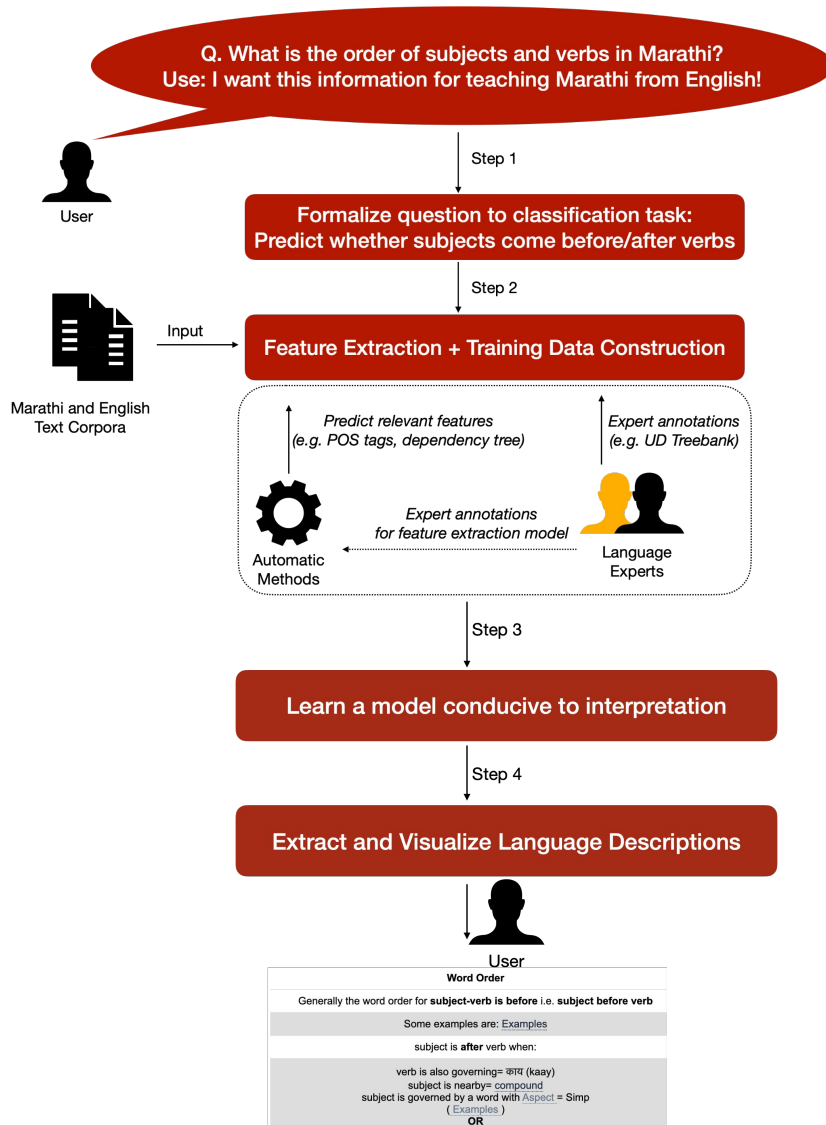 Q. What is the order of subjects and verbs in Marathi?
Use: I want this information for teaching Marathi from English!
User
Step 1
Formalize question to classification task:
Predict whether subjects come before/after verbs
Step 2
Input
Feature Extraction + Training Data Construction
Marathi and English
Text Corpora
Predict relevant features
(e.g. POS tags, dependency tree)
Expert annotations
(e.g. UD Treebank)
Expert annotations
for feature extraction model
Automatic
Methods
Language
Experts
Step 3
Learn a model conducive to interpretation
Step 4
Extract and Visualize Language Descriptions
User
Word Order
Generally the word order for subject-verb is before i.e. subject before verb
Some examples are: Examples
subject is after verb when:
verb is also governing= काय (kaay)
subject is nearby= compound
subject is governed by a word with Aspect = Simp
( Examples )
OR